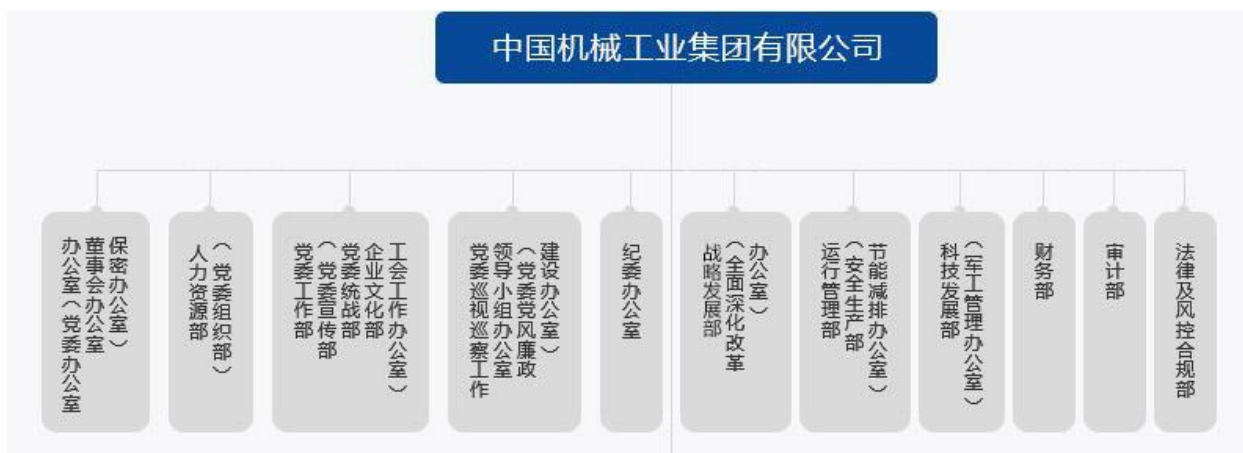 中国机械工业集团有限公司
办公室（党委办公室
董事会办公室
保密办公室）
人力资源部
（党委组织部）
党委工作部
（党委宣传部
党委统战部
企业文化部
工会工作办公室）
党委巡视巡察工作
领导小组办公室
（党委党风廉政
建设办公室）
纪委办公室
战略发展部
（全面深化改革
办公室）
运行管理部
（安全生产部
节能减排办公室）
科技发展部
（军工管理办公室）
财务部
审计部
法律及风控合规部